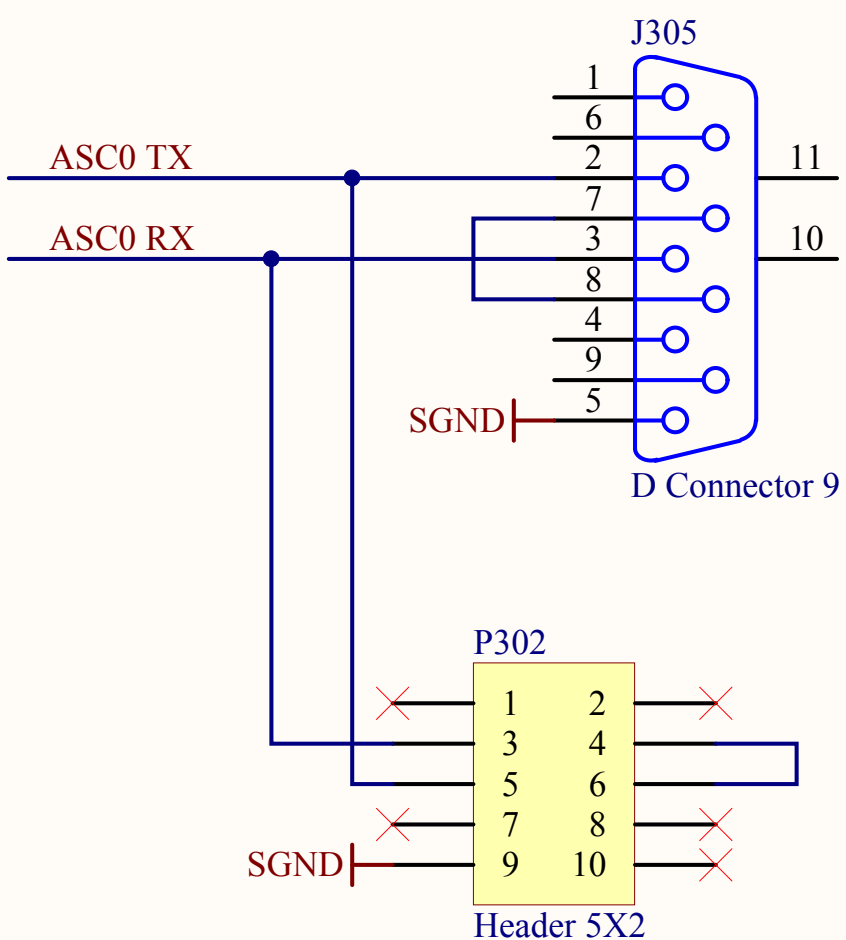 J305
1
6
ASC0 TX 2 11
7
ASC0 RX 3 10
8
4
9
SGND 5
D Connector 9
P302
1 2
3 4
5 6
7 8
SGND 9 10
Header 5X2